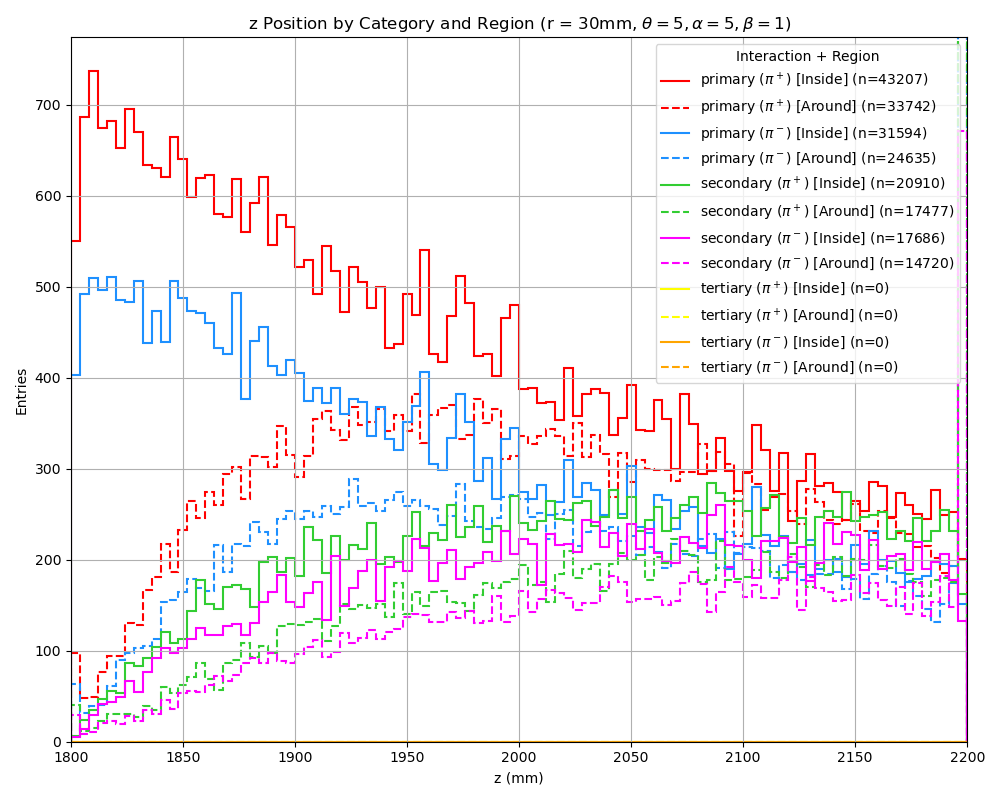 z Position by Category and Region (r = 30mm, θ = 5, α = 5, β = 1)
Interaction + Region
primary (π⁺) [Inside] (n=43207)
primary (π⁺) [Around] (n=33742)
primary (π⁻) [Inside] (n=31594)
primary (π⁻) [Around] (n=24635)
secondary (π⁺) [Inside] (n=20910)
secondary (π⁺) [Around] (n=17477)
secondary (π⁻) [Inside] (n=17686)
secondary (π⁻) [Around] (n=14720)
tertiary (π⁺) [Inside] (n=0)
tertiary (π⁺) [Around] (n=0)
tertiary (π⁻) [Inside] (n=0)
tertiary (π⁻) [Around] (n=0)
700
600
500
400
300
200
100
0
Entries
1800 1850 1900 1950 2000 2050 2100 2150 2200
z (mm)